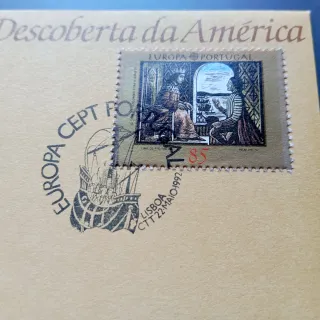 Descoberta da América
EUROPA PORTUGAL
85
EUROPA CEPT PORTUGAL
LISBOA
CTT 22 MAIO 1992